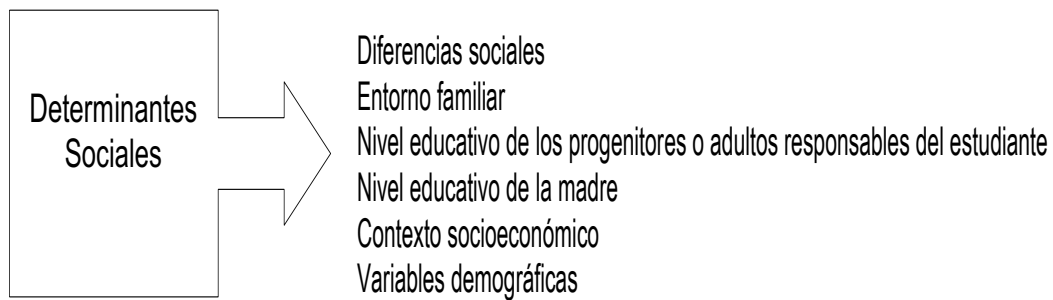 Determinantes
Sociales
Diferencias sociales
Entorno familiar
Nivel educativo de los progenitores o adultos responsables del estudiante
Nivel educativo de la madre
Contexto socioeconómico
Variables demográficas